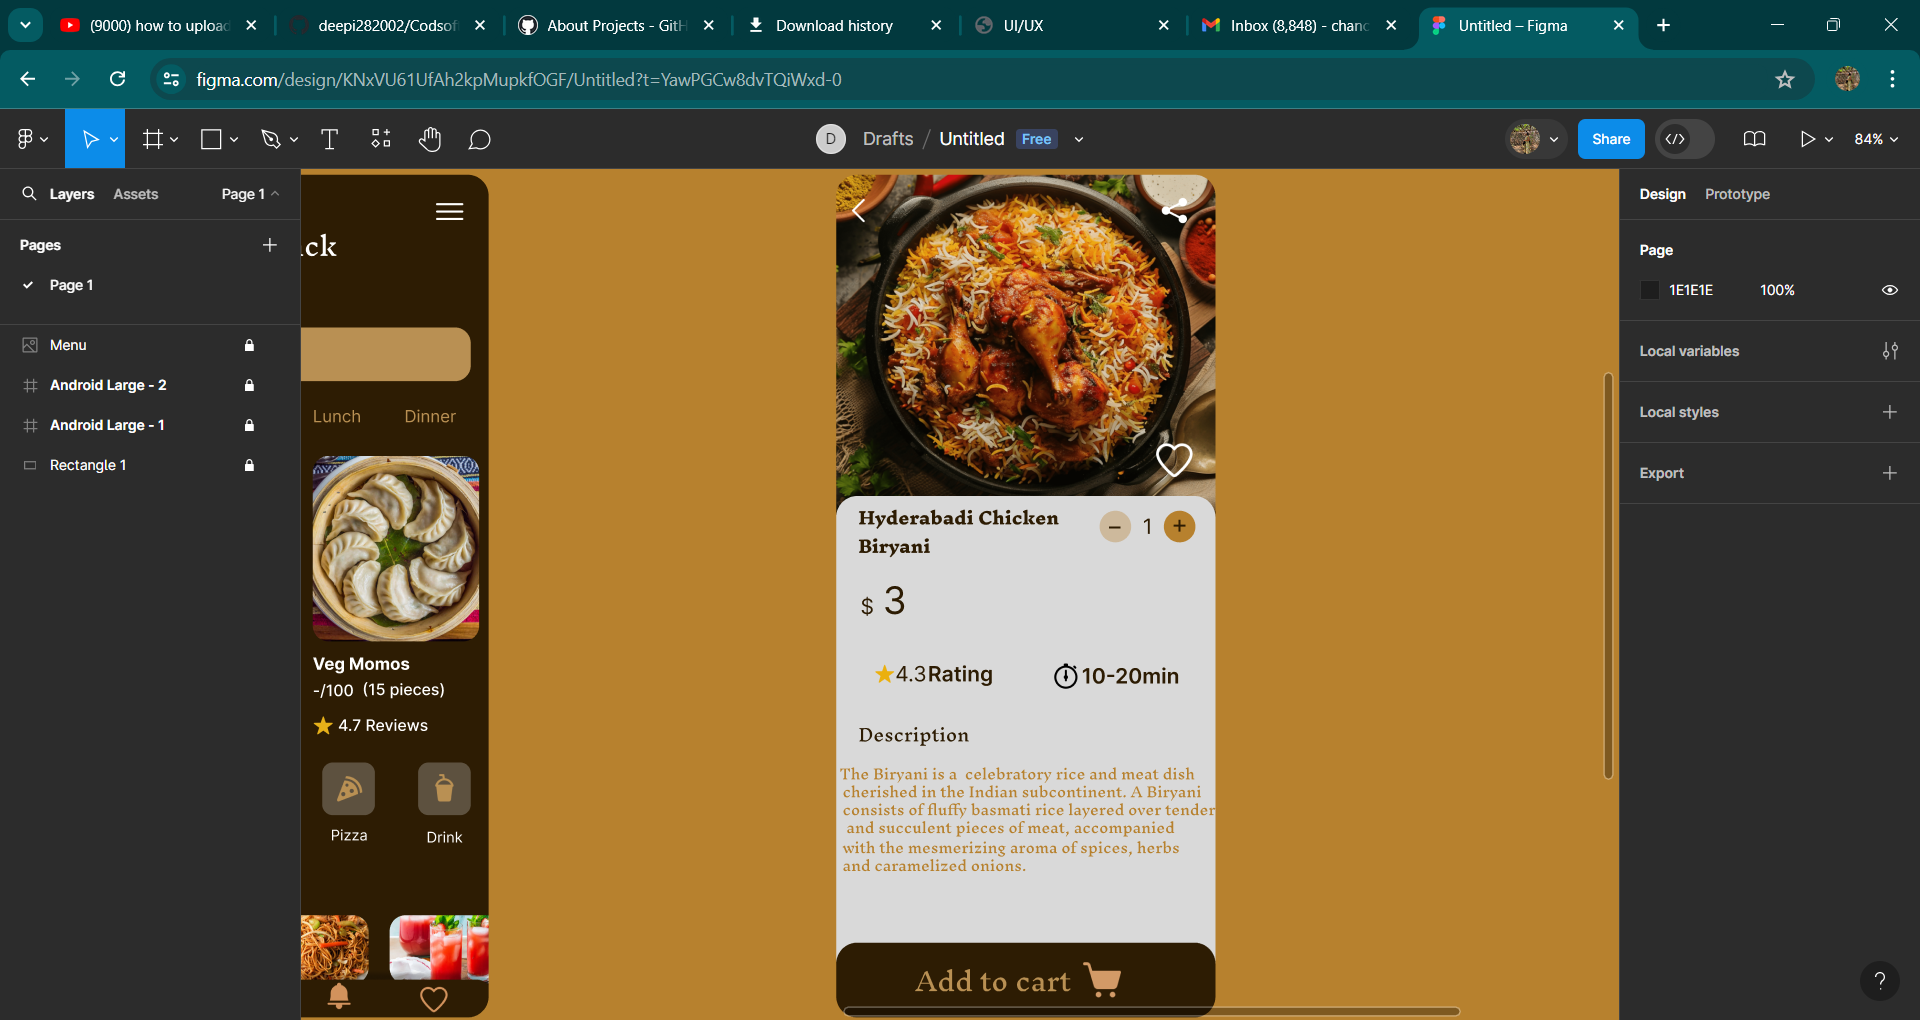 (9000) how to upload
deepi282002/Codsof
About Projects - GitH
Download history
UI/UX
Inbox (8,848) - chanc
Untitled – Figma
figma.com/design/KNxVU61UfAh2kpMupkfOGF/Untitled?t=YawPGCw8dvTQiWxd-0
D
Drafts / Untitled
Free
Share
84%
Layers
Assets
Page 1
Pages
Page 1
Menu
Android Large - 2
Android Large - 1
Rectangle 1
ck
Lunch
Dinner
Veg Momos
-/100 (15 pieces)
4.7 Reviews
Pizza
Drink
Hyderabadi Chicken
Biryani
− 1 +
$ 3
4.3Rating
10-20min
Description
The Biryani is a celebratory rice and meat dish
cherished in the Indian subcontinent. A Biryani
consists of fluffy basmati rice layered over tender
and succulent pieces of meat, accompanied
with the mesmerizing aroma of spices, herbs
and caramelized onions.
Add to cart
Design
Prototype
Page
1E1E1E
100%
Local variables
Local styles
Export
?